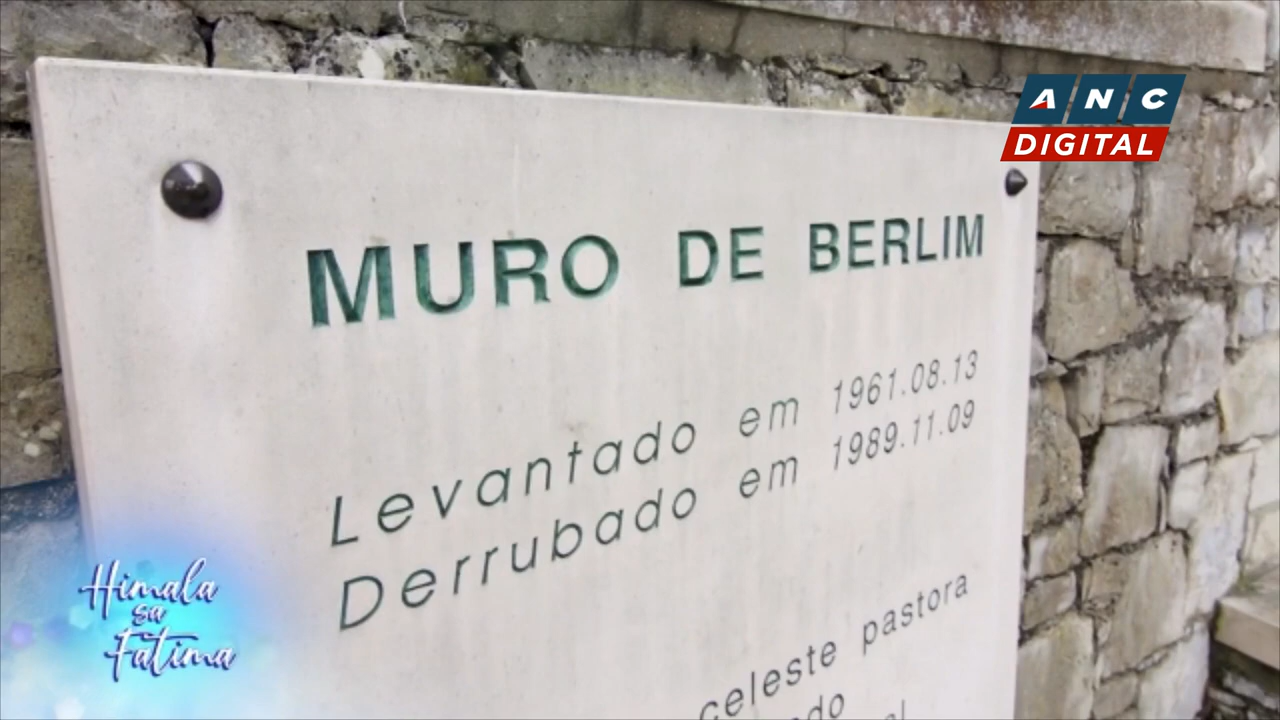 ANC
DIGITAL
MURO DE BERLIM
Levantado em 1961.08.13
Derrubado em 1989.11.09
celeste pastora
Himala
sa
Fatima